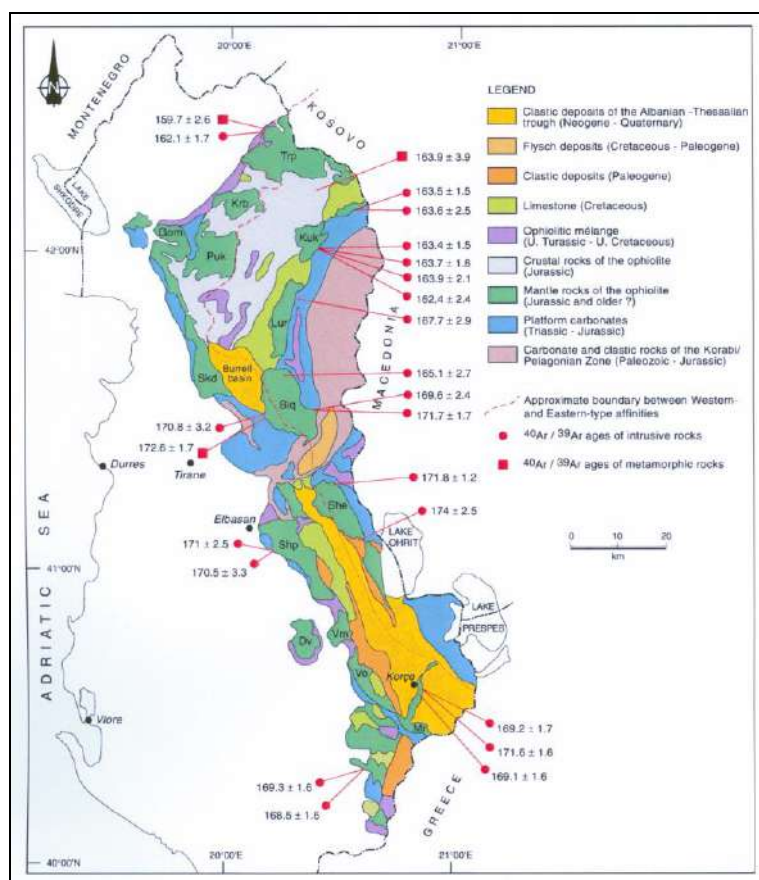 20°00'E
21°00'E
N
MONTENEGRO
KOSOVO
LAKE
SHKODRE
159.7 ± 2.6
162.1 ± 1.7
Trp
163.9 ± 3.9
Krb
163.5 ± 1.5
163.6 ± 2.5
Gom
Puk
Kuk
42°00'N
163.4 ± 1.5
163.9 ± 2.1
162.4 ± 2.4
Lur
167.7 ± 2.9
MACEDONIA
Burrell
basin
Skd
165.1 ± 2.7
169.6 ± 2.4
171.7 ± 1.7
170.8 ± 3.2
172.6 ± 1.7
Durres
Tirane
171.8 ± 1.2
She
174 ± 2.5
Elbasan
Shp
171 ± 2.5
170.5 ± 3.3
LAKE
OHRIT
41°00'N
ADRIATIC SEA
LAKE
PRESPES
Dv
Vm
Vo
Korçe
Vlore
169.2 ± 1.7
171.6 ± 1.6
169.1 ± 1.6
169.3 ± 1.6
168.5 ± 1.5
GREECE
40°00'N
20°00'E
21°00'E
LEGEND
Clastic deposits of the Albanian -Thesaalian
trough (Neogene - Quaternary)
Flysch deposits (Cretaceous - Paleogene)
Clastic deposits (Paleogene)
Limestone (Cretaceous)
Ophiolitic mélange
(U. Turassic - U. Cretaceous)
Crustal rocks of the ophiolite
(Jurassic)
Mantle rocks of the ophiolite
(Jurassic and older ?)
Platform carbonates
(Triassic - Jurassic)
Carbonate and clastic rocks of the Korabi/
Pelagonian Zone (Paleozoic - Jurassic)
Approximate boundary between Western-
and Eastern-type affinities
40Ar / 39Ar ages of intrusive rocks
40Ar / 39Ar ages of metamorphic rocks
0 10 20
km